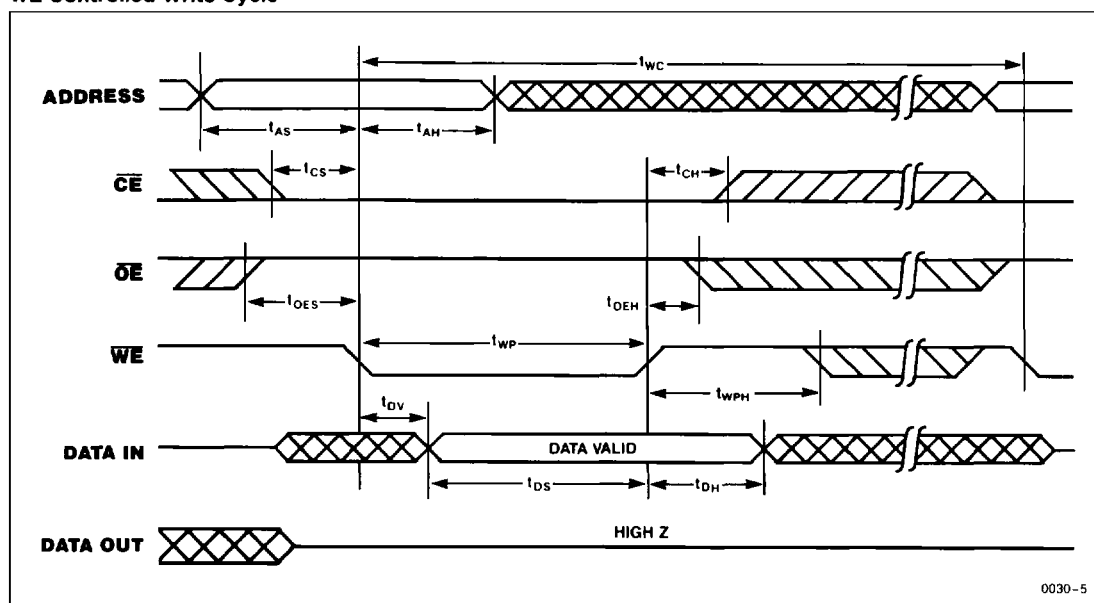 WE Controlled Write Cycle
tWC
ADDRESS
tAS
tAH
CE
tCS
tCH
OE
tOES
tOEH
WE
tWP
tWPH
tDV
DATA IN
DATA VALID
tDS
tDH
DATA OUT
HIGH Z
0030-5